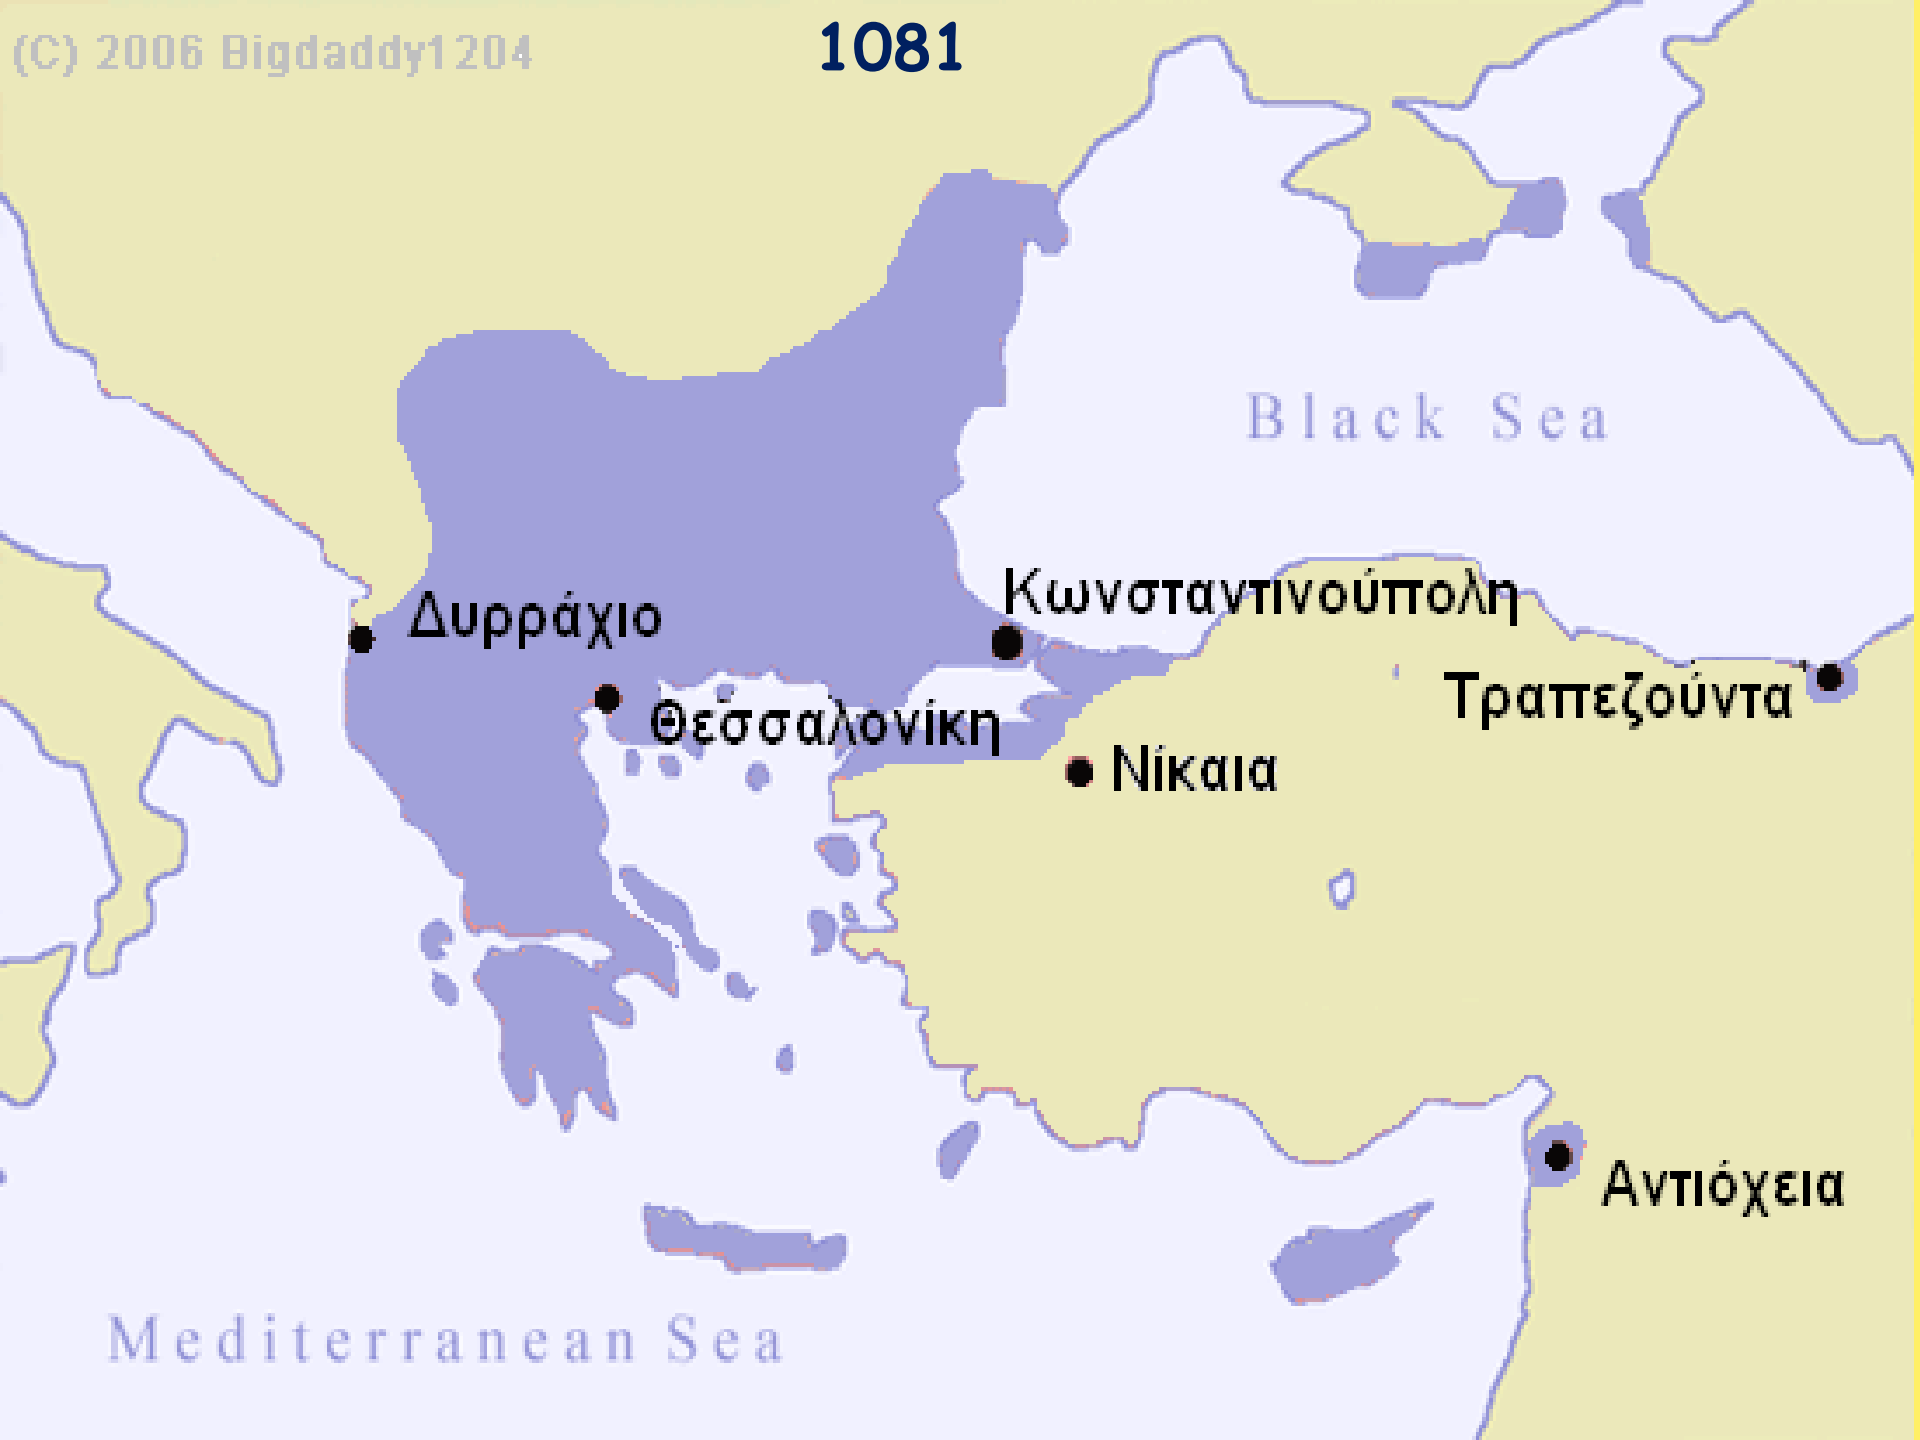 (C) 2006 Bigdaddy1204
1081
Black Sea
Κωνσταντινούπολη
Δυρράχιο
Τραπεζούντα
Θεσσαλονίκη
Νίκαια
Αντιόχεια
Mediterranean Sea